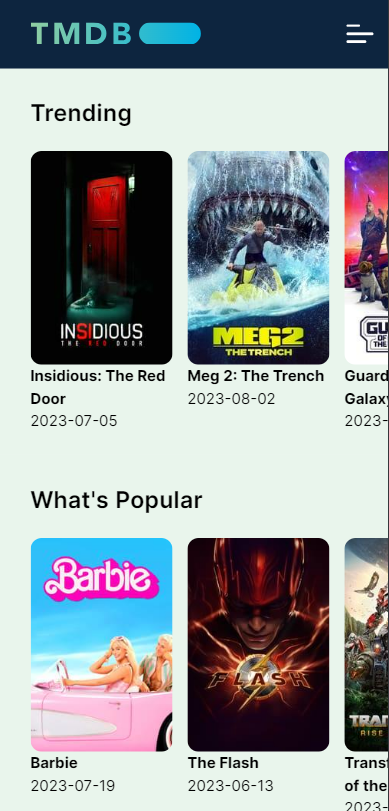 TMDB
Trending
INSIDIOUS
THE RED DOOR
MEG2
THE TRENCH
GU
OF
THE
Insidious: The Red
Door
2023-07-05
Meg 2: The Trench
2023-08-02
Guard
Galaxy
2023-
What's Popular
Barbie
FLASH
TRA
RISE
Barbie
2023-07-19
The Flash
2023-06-13
Transf
of the
2023-